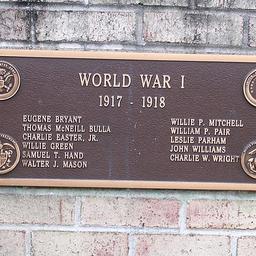 WORLD WAR I
1917 - 1918
EUGENE BRYANT
THOMAS McNEILL BULLA
CHARLIE EASTER, JR.
WILLIE GREEN
SAMUEL T. HAND
WALTER J. MASON
WILLIE P. MITCHELL
WILLIAM P. PAIR
LESLIE PARHAM
JOHN WILLIAMS
CHARLIE W. WRIGHT